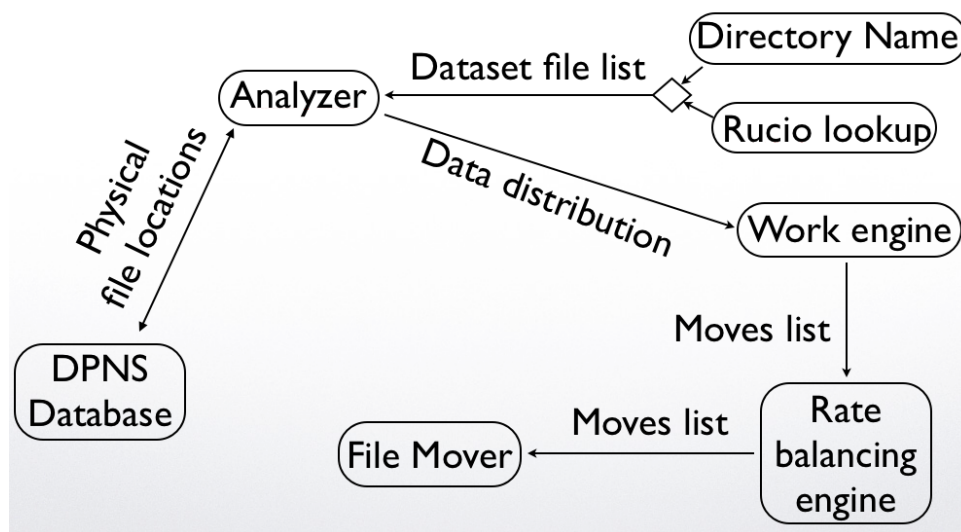 Directory Name
Dataset file list
Analyzer
Rucio lookup
Data distribution
Physical
file locations
Work engine
Moves list
DPNS
Database
Rate
balancing
engine
Moves list
File Mover